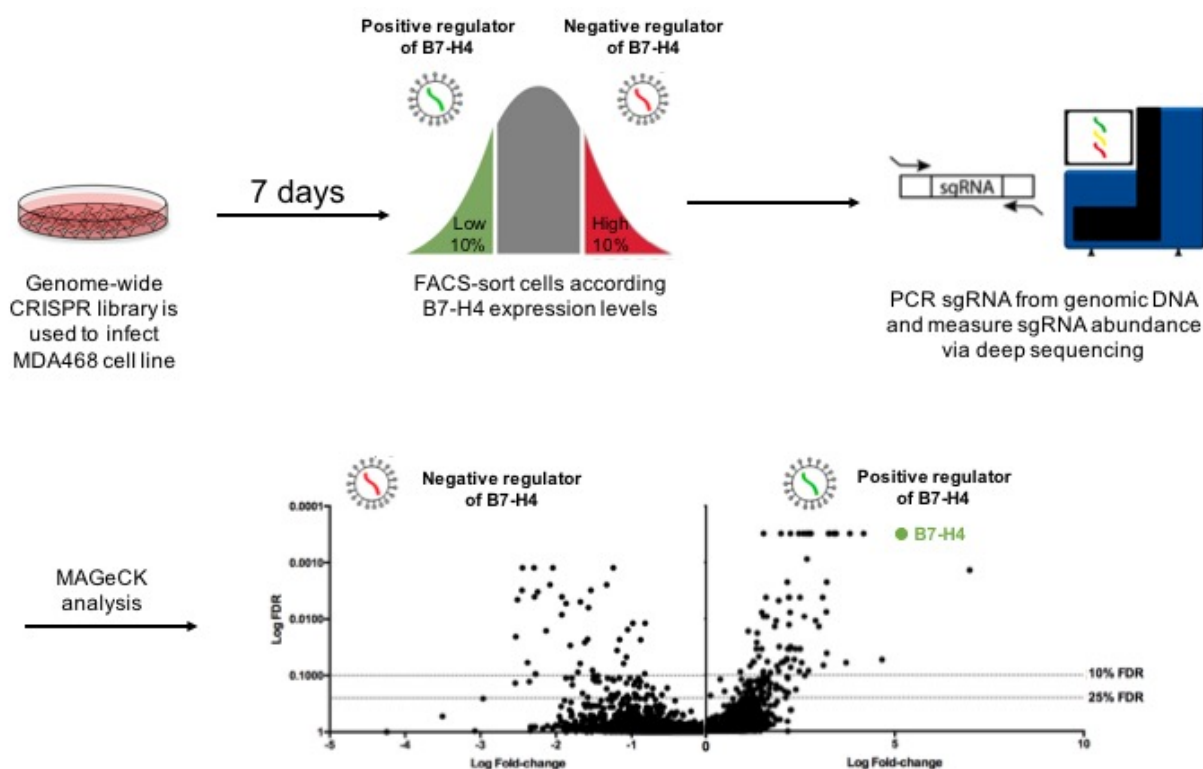 Positive regulator
of B7-H4
Negative regulator
of B7-H4
7 days
Low
10%
High
10%
sgRNA
Genome-wide
CRISPR library is
used to infect
MDA468 cell line
FACS-sort cells according
B7-H4 expression levels
PCR sgRNA from genomic DNA
and measure sgRNA abundance
via deep sequencing
MAGeCK
analysis
Negative regulator
of B7-H4
Positive regulator
of B7-H4
B7-H4
Log FDR
0.0001
0.0010
0.0100
0.1000
1
10% FDR
25% FDR
-5 -4 -3 -2 -1 0 5 10
Log Fold-change Log Fold-change